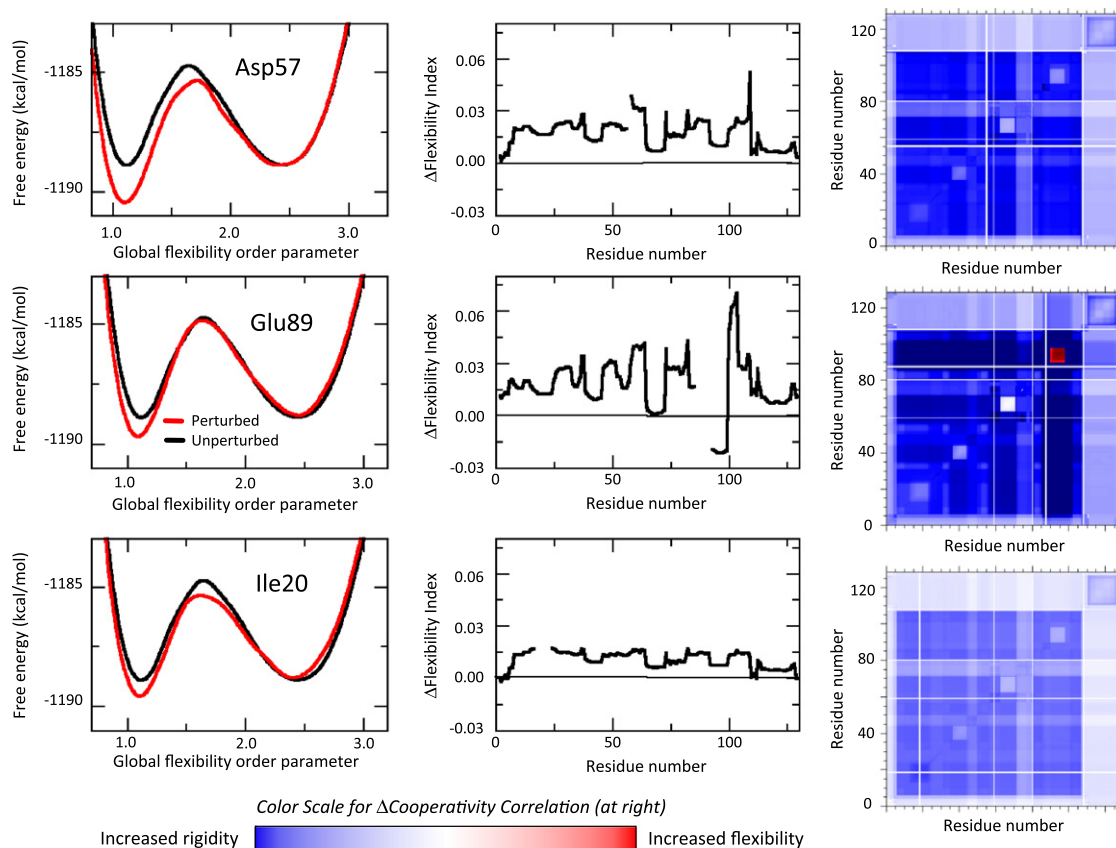 Free energy (kcal/mol)
-1185
-1190
Asp57
1.0 2.0 3.0
Global flexibility order parameter
ΔFlexibility Index
0.06
0.03
0.00
-0.03
0 50 100
Residue number
Residue number
120
80
40
0
Residue number
Free energy (kcal/mol)
-1185
-1190
Glu89
Perturbed
Unperturbed
1.0 2.0 3.0
Global flexibility order parameter
ΔFlexibility Index
0.06
0.03
0.00
-0.03
0 50 100
Residue number
Residue number
120
80
40
0
Residue number
Free energy (kcal/mol)
-1185
-1190
Ile20
1.0 2.0 3.0
Global flexibility order parameter
ΔFlexibility Index
0.06
0.03
0.00
-0.03
0 50 100
Residue number
Residue number
120
80
40
0
Residue number
Color Scale for ΔCooperativity Correlation (at right)
Increased rigidity Increased flexibility